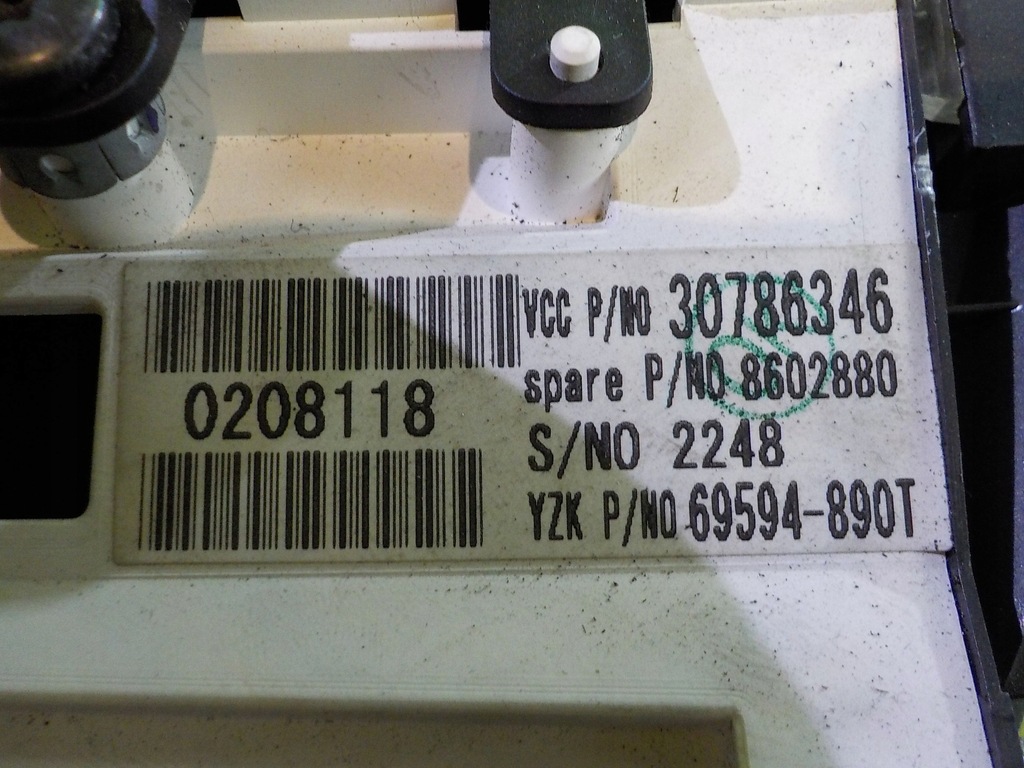 0208118
VCC P/NO 30786346
spare P/NO 8602880
S/NO 2248
YZK P/NO 69594-890T